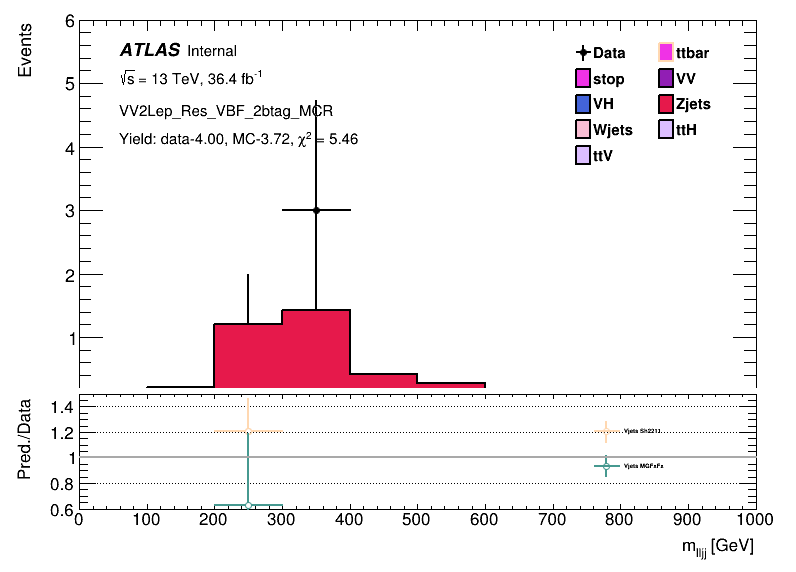 Events
6
5
4
3
2
1
ATLAS Internal
√s = 13 TeV, 36.4 fb⁻¹
VV2Lep_Res_VBF_2btag_MCR
Yield: data-4.00, MC-3.72, χ² = 5.46
Data
ttbar
stop
VV
VH
Zjets
Wjets
ttH
ttV
Pred./Data
1.4
1.2
1
0.8
0.6
Vjets Sh2211
Vjets MGFxFx
0 100 200 300 400 500 600 700 800 900 1000
m_lljj [GeV]